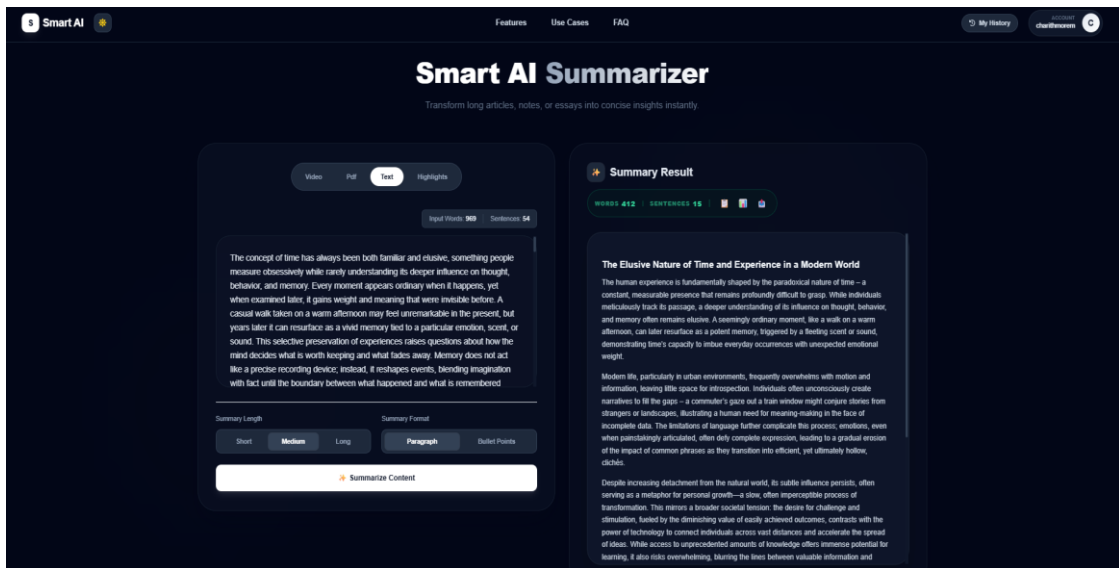 $ Smart AI
Features Use Cases FAQ
My History
ACCOUNT
charithmorem C
Smart AI Summarizer
Transform long articles, notes, or essays into concise insights instantly
Video Pdf Text Highlights
Input Words: 969 Sentences: 54
The concept of time has always been both familiar and elusive, something people
measure obsessively while rarely understanding its deeper influence on thought,
behavior, and memory. Every moment appears ordinary when it happens, yet
when examined later, it gains weight and meaning that were invisible before. A
casual walk taken on a warm afternoon may feel unremarkable in the present, but
years later it can resurface as a vivid memory tied to a particular emotion, scent, or
sound. This selective preservation of experiences raises questions about how the
mind decides what is worth keeping and what fades away. Memory does not act
like a precise recording device; instead, it reshapes events, blending imagination
with fact until the boundary between what happened and what is remembered
Summary Length Summary Format
Short Medium Long Paragraph Bullet Points
Summarize Content
Summary Result
WORDS 412 | SENTENCES 15 |
The Elusive Nature of Time and Experience in a Modern World
The human experience is fundamentally shaped by the paradoxical nature of time – a
constant, measurable presence that remains profoundly difficult to grasp. While individuals
meticulously track its passage, a deeper understanding of its influence on thought, behavior,
and memory often remains elusive. A seemingly ordinary moment, like a walk on a warm
afternoon, can later resurface as a potent memory, triggered by a fleeting scent or sound,
demonstrating time's capacity to imbue everyday occurrences with unexpected emotional
weight.
Modern life, particularly in urban environments, frequently overwhelms with motion and
information, leaving little space for introspection. Individuals often unconsciously create
narratives to fill the gaps – a commuter's gaze out a train window might conjure stories from
strangers or landscapes, illustrating a human need for meaning-making in the face of
incomplete data. The limitations of language further complicate this process; emotions, even
when painstakingly articulated, often defy complete expression, leading to a gradual erosion
of the impact of common phrases as they transition into efficient, yet ultimately hollow,
clichés.
Despite increasing detachment from the natural world, its subtle influence persists, often
serving as a metaphor for personal growth—a slow, often imperceptible process of
transformation. This mirrors a broader societal tension: the desire for challenge and
stimulation, fueled by the diminishing value of easily achieved outcomes, contrasts with the
power of technology to connect individuals across vast distances and accelerate the spread
of ideas. While access to unprecedented amounts of knowledge offers immense potential for
learning, it also risks overwhelming, blurring the lines between valuable information and